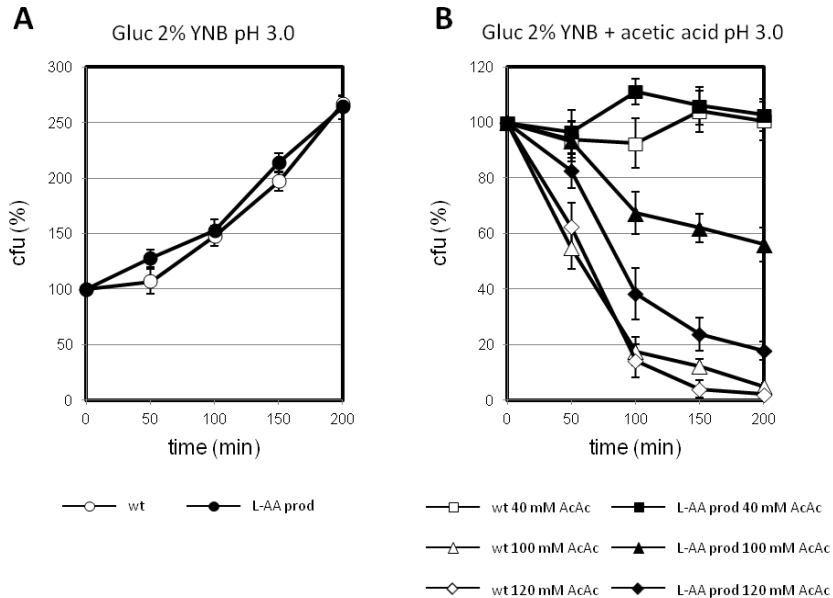 A
Gluc 2% YNB pH 3.0
300
250
200
150
100
50
0
cfu (%)
0 50 100 150 200
time (min)
wt L-AA prod
B
Gluc 2% YNB + acetic acid pH 3.0
120
100
80
60
40
20
0
cfu (%)
0 50 100 150 200
time (min)
wt 40 mM AcAc L-AA prod 40 mM AcAc
wt 100 mM AcAc L-AA prod 100 mM AcAc
wt 120 mM AcAc L-AA prod 120 mM AcAc